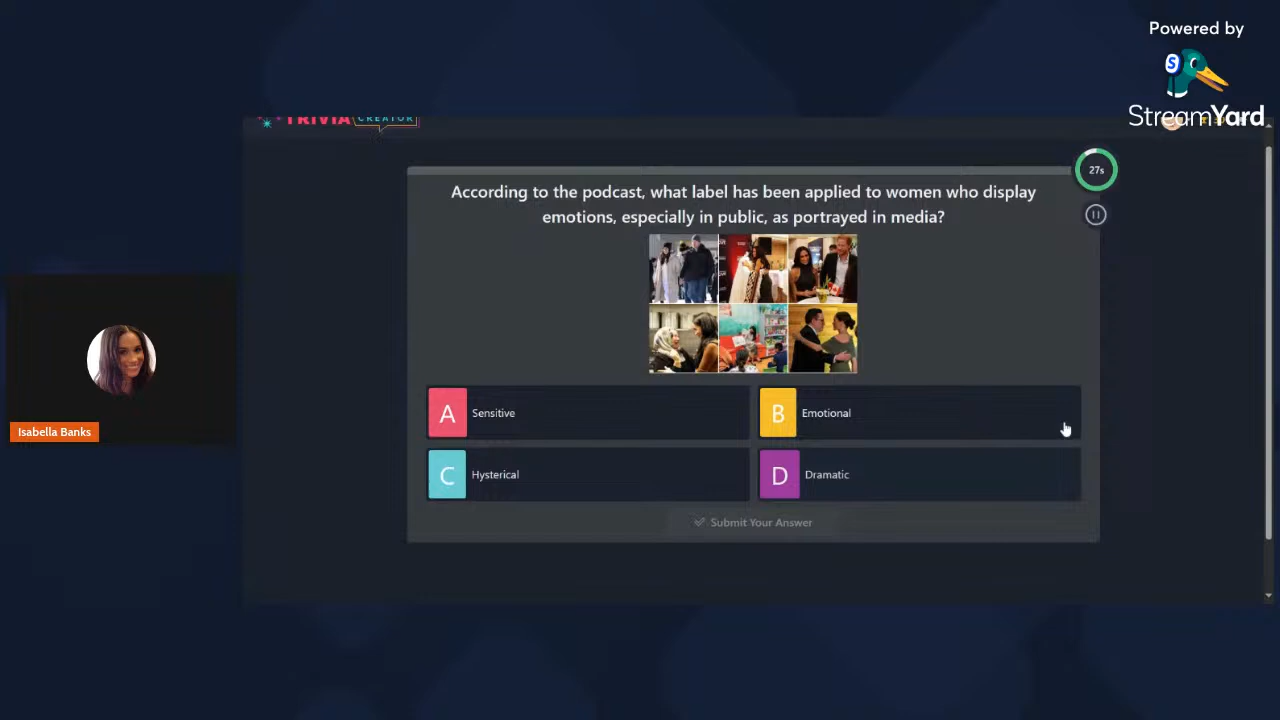 Powered by
StreamYard
TRIVIA
CREATOR
27s
According to the podcast, what label has been applied to women who display
emotions, especially in public, as portrayed in media?
A Sensitive
B Emotional
C Hysterical
D Dramatic
Submit Your Answer
Isabella Banks